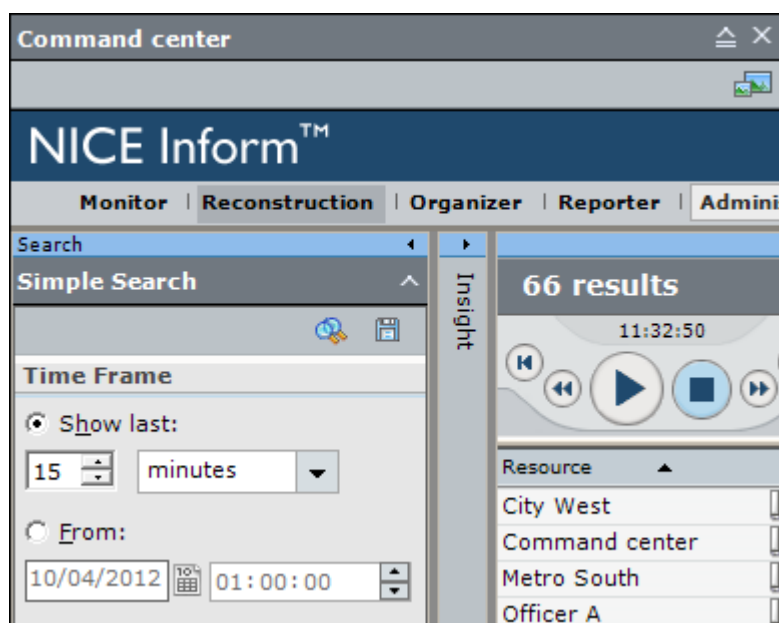 Command center
NICE Inform™
Monitor | Reconstruction | Organizer | Reporter |
Search
Simple Search
Insight
66 results
11:32:50
Time Frame
Show last:
15 minutes
Resource
City West
From:
Command center
10/04/2012 01:00:00
Metro South
Officer A